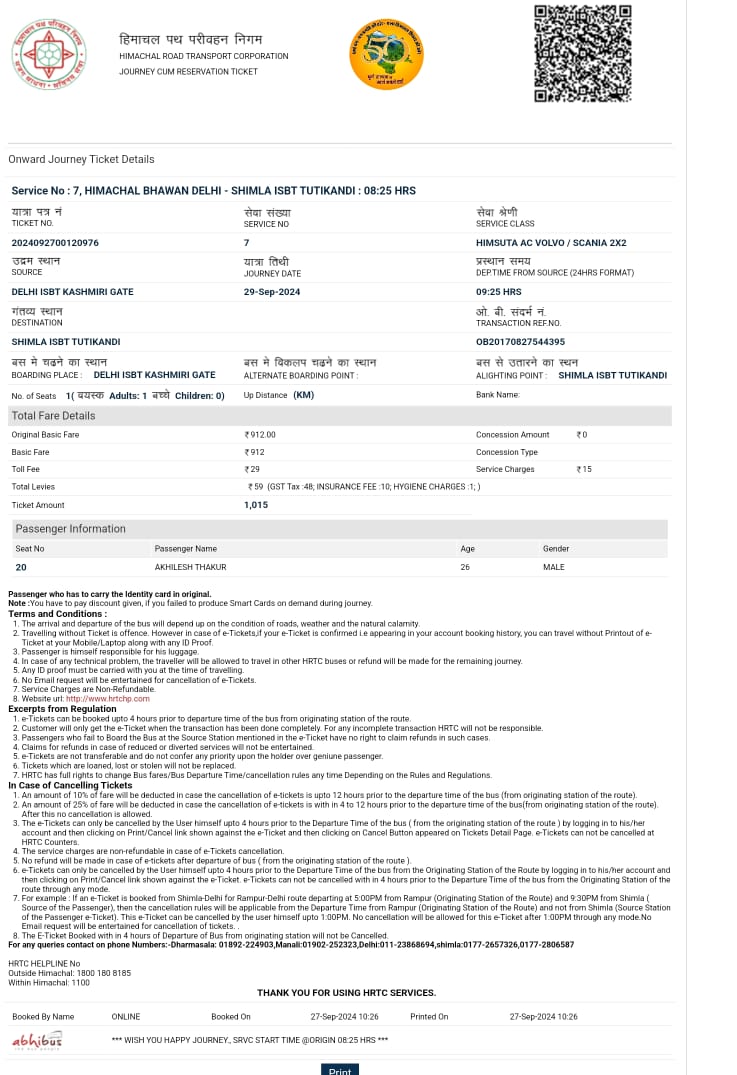 हिमाचल पथ परीवहन निगम
HIMACHAL ROAD TRANSPORT CORPORATION
JOURNEY CUM RESERVATION TICKET
Onward Journey Ticket Details
Service No : 7, HIMACHAL BHAWAN DELHI - SHIMLA ISBT TUTIKANDI : 08:25 HRS
यात्रा पत्र नं सेवा संख्या सेवा श्रेणी
TICKET NO. SERVICE NO SERVICE CLASS
2024092700120976 7 HIMSUTA AC VOLVO / SCANIA 2X2
उद्गम स्थान यात्रा तिथी प्रस्थान समय
SOURCE JOURNEY DATE DEP.TIME FROM SOURCE (24HRS FORMAT)
DELHI ISBT KASHMIRI GATE 29-Sep-2024 09:25 HRS
गंतव्य स्थान ओ. बी. संदर्भ नं.
DESTINATION TRANSACTION REF.NO.
SHIMLA ISBT TUTIKANDI OB20170827544395
बस मे चढने का स्थान बस मे विकलप चढने का स्थान बस से उतारने का स्थन
BOARDING PLACE : DELHI ISBT KASHMIRI GATE ALTERNATE BOARDING POINT : ALIGHTING POINT : SHIMLA ISBT TUTIKANDI
No. of Seats 1( वयस्क Adults: 1 बच्चे Children: 0) Up Distance (KM) Bank Name:
Total Fare Details
Original Basic Fare ₹ 912.00 Concession Amount ₹ 0
Basic Fare ₹ 912 Concession Type
Toll Fee ₹ 29 Service Charges ₹ 15
Total Levies ₹ 59 (GST Tax :48; INSURANCE FEE :10; HYGIENE CHARGES :1; )
Ticket Amount 1,015
Passenger Information
Seat No Passenger Name Age Gender
20 AKHILESH THAKUR 26 MALE
Passenger who has to carry the Identity card in original.
Note :You have to pay discount given, if you failed to produce Smart Cards on demand during journey.
Terms and Conditions :
1. The arrival and departure of the bus will depend up on the condition of roads, weather and the natural calamity.
2. Travelling without Ticket is offence. However in case of e-Tickets,if your e-Ticket is confirmed i.e appearing in your account booking history, you can travel without Printout of e-
Ticket at your Mobile/Laptop along with any ID Proof.
3. Passenger is himself responsible for his luggage.
4. In case of any technical problem, the traveller will be allowed to travel in other HRTC buses or refund will be made for the remaining journey.
5. Any ID proof must be carried with you at the time of travelling.
6. No Email request will be entertained for cancellation of e-Tickets.
7. Service Charges are Non-Refundable.
8. Website url: http://www.hrtchp.com
Excerpts from Regulation
1. e-Tickets can be booked upto 4 hours prior to departure time of the bus from originating station of the route.
2. Customer will only get the e-Ticket when the transaction has been done completely. For any incomplete transaction HRTC will not be responsible.
3. Passengers who fail to Board the Bus at the Source Station mentioned in the e-Ticket have no right to claim refunds in such cases.
4. Claims for refunds in case of reduced or diverted services will not be entertained.
5. e-Tickets are not transferable and do not confer any priority upon the holder over geniune passenger.
6. Tickets which are loaned, lost or stolen will not be replaced.
7. HRTC has full rights to change Bus fares/Bus Departure Time/cancellation rules any time Depending on the Rules and Regulations.
In Case of Cancelling Tickets
1. An amount of 10% of fare will be deducted in case the cancellation of e-tickets is upto 12 hours prior to the departure time of the bus (from originating station of the route).
2. An amount of 25% of fare will be deducted in case the cancellation of e-tickets is with in 4 to 12 hours prior to the departure time of the bus(from originating station of the route).
After this no cancellation is allowed.
3. The e-Tickets can only be cancelled by the User himself upto 4 hours prior to the Departure Time of the bus ( from the originating station of the route ) by logging in to his/her
account and then clicking on Print/Cancel link shown against the e-Ticket and then clicking on Cancel Button appeared on Tickets Detail Page. e-Tickets can not be cancelled at
HRTC Counters.
4. The service charges are non-refundable in case of e-Tickets cancellation.
5. No refund will be made in case of e-tickets after departure of bus ( from the originating station of the route ).
6. e-Tickets can only be cancelled by the User himself upto 4 hours prior to the Departure Time of the bus from the Originating Station of the Route by logging in to his/her account and
then clicking on Print/Cancel link shown against the e-Ticket. e-Tickets can not be cancelled with in 4 hours prior to the Departure Time of the bus from the Originating Station of the
route through any mode.
7. For example : If an e-Ticket is booked from Shimla-Delhi for Rampur-Delhi route departing at 5:00PM from Rampur (Originating Station of the Route) and 9:30PM from Shimla (
Source of the Passenger), then the cancellation rules will be applicable from the Departure Time from Rampur (Originating Station of the Route) and not from Shimla (Source Station
of the Passenger e-Ticket). This e-Ticket can be cancelled by the user himself upto 1:00PM. No cancellation will be allowed for this e-Ticket after 1:00PM through any mode.No
Email request will be entertained for cancellation of tickets. .
8. The E-Ticket Booked with in 4 hours of Departure of Bus from originating station will not be Cancelled.
For any queries contact on phone Numbers:-Dharmasala: 01892-224903,Manali:01902-252323,Delhi:011-23868694,shimla:0177-2657326,0177-2806587
HRTC HELPLINE No
Outside Himachal: 1800 180 8185
Within Himachal: 1100
THANK YOU FOR USING HRTC SERVICES.
Booked By Name ONLINE Booked On 27-Sep-2024 10:26 Printed On 27-Sep-2024 10:26
abhibus *** WISH YOU HAPPY JOURNEY., SRVC START TIME @ORIGIN 08:25 HRS ***
Print